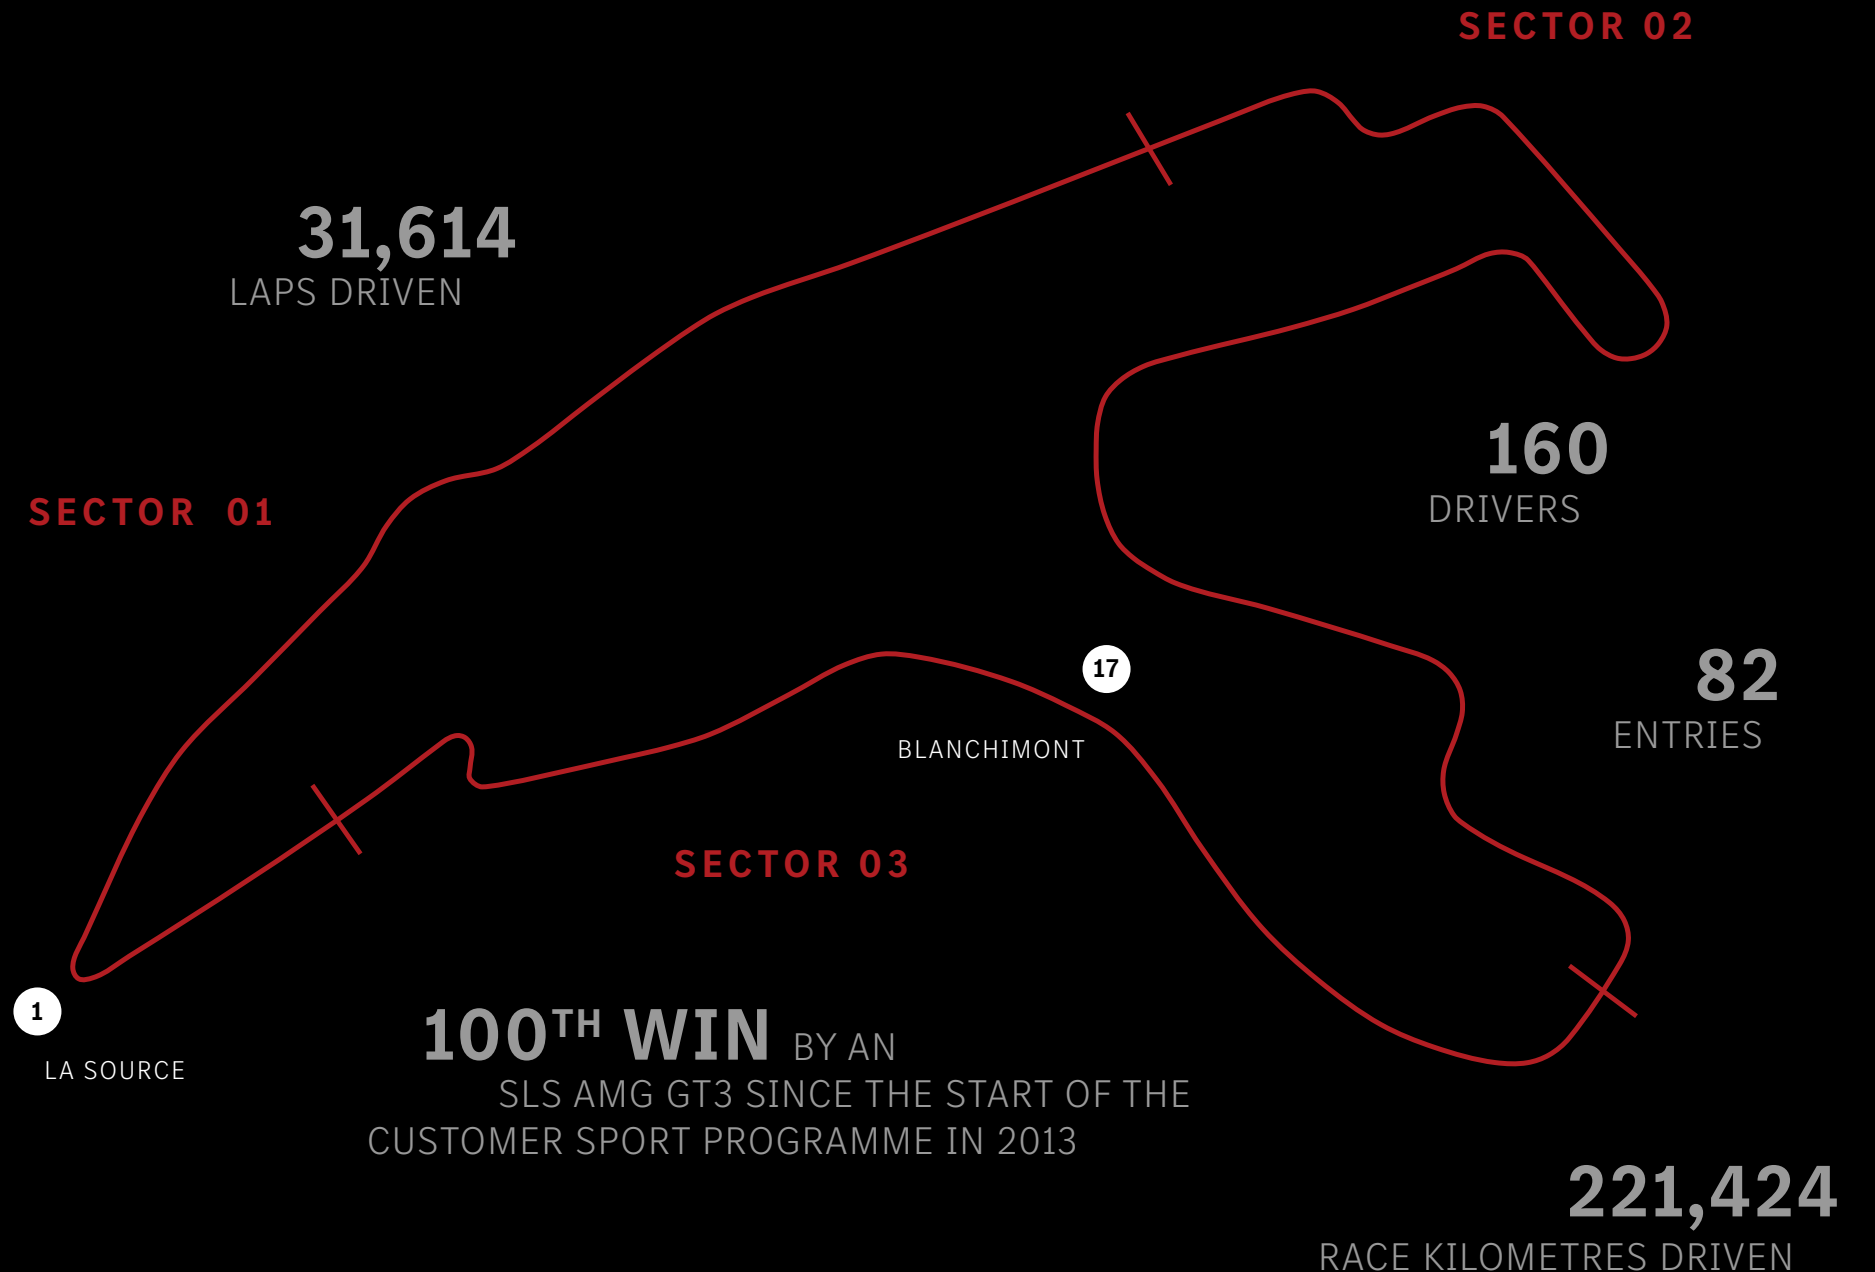 SECTOR 02
31,614
LAPS DRIVEN
160
DRIVERS
SECTOR 01
82
ENTRIES
17
BLANCHIMONT
SECTOR 03
1
LA SOURCE
100TH WIN BY AN
SLS AMG GT3 SINCE THE START OF THE
CUSTOMER SPORT PROGRAMME IN 2013
221,424
RACE KILOMETRES DRIVEN